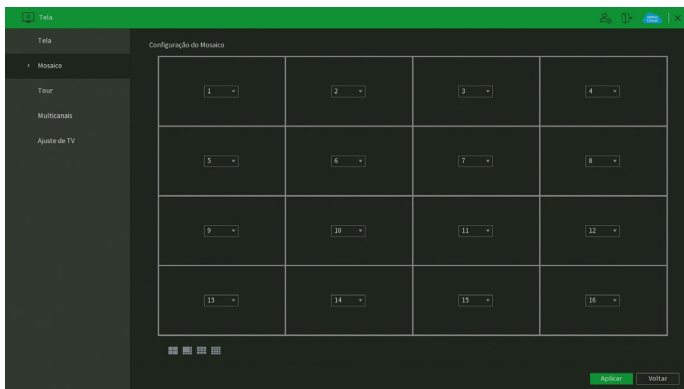 Tela
Tela
Configuração do Mosaico
Mosaico
Tour
Multicanais
Ajuste de TV
1 2 3 4
5 6 7 8
9 10 11 12
13 14 15 16
Aplicar Voltar